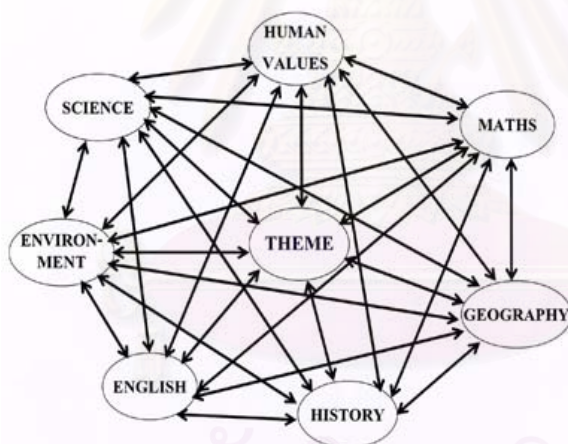 HUMAN
VALUES
SCIENCE
MATHS
ENVIRON-
MENT
THEME
GEOGRAPHY
ENGLISH
HISTORY